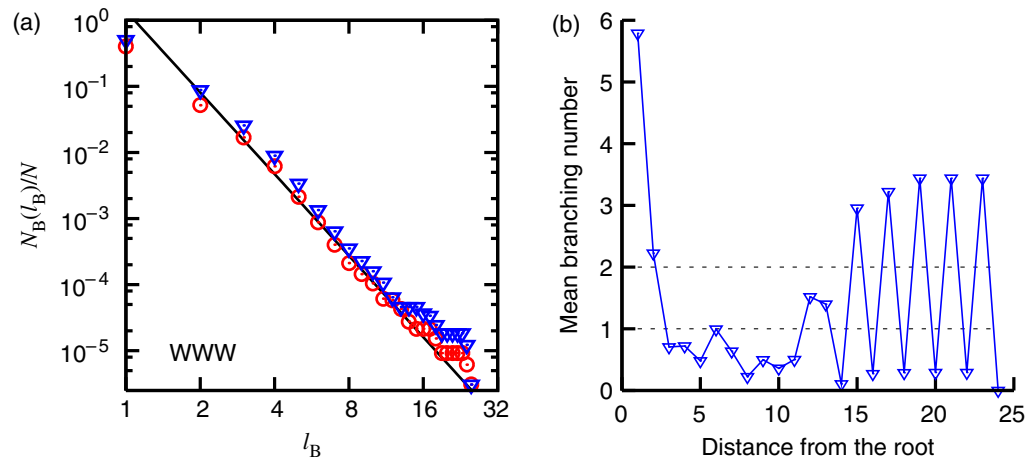 (a)
10⁰
10⁻¹
10⁻²
10⁻³
10⁻⁴
10⁻⁵
N_B(l_B)/N
WWW
1 2 4 8 16 32
l_B
(b)
6
5
4
3
2
1
0
Mean branching number
0 5 10 15 20 25
Distance from the root